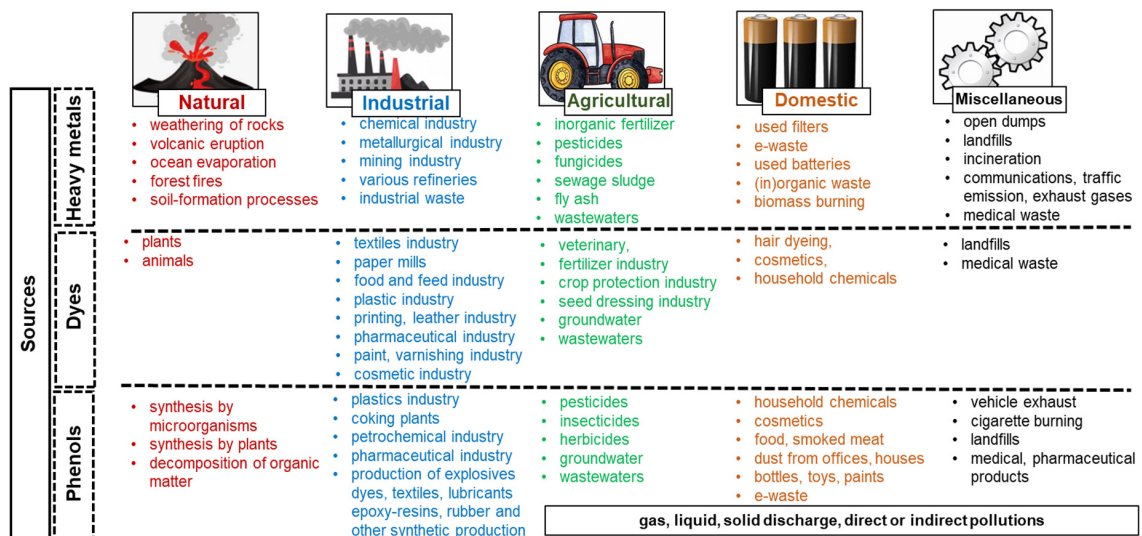 Natural
Industrial
Agricultural
Domestic
Miscellaneous
Sources
Heavy metals
• weathering of rocks
• volcanic eruption
• ocean evaporation
• forest fires
• soil-formation processes
• chemical industry
• metallurgical industry
• mining industry
• various refineries
• industrial waste
• inorganic fertilizer
• pesticides
• fungicides
• sewage sludge
• fly ash
• wastewaters
• used filters
• e-waste
• used batteries
• (in)organic waste
• biomass burning
• open dumps
• landfills
• incineration
• communications, traffic
emission, exhaust gases
• medical waste
Dyes
• plants
• animals
• textiles industry
• paper mills
• food and feed industry
• plastic industry
• printing, leather industry
• pharmaceutical industry
• paint, varnishing industry
• cosmetic industry
• veterinary,
• fertilizer industry
• crop protection industry
• seed dressing industry
• groundwater
• wastewaters
• hair dyeing,
• cosmetics,
• household chemicals
• landfills
• medical waste
Phenols
• synthesis by
microorganisms
• synthesis by plants
• decomposition of organic
matter
• plastics industry
• coking plants
• petrochemical industry
• pharmaceutical industry
• production of explosives
dyes, textiles, lubricants
epoxy-resins, rubber and
other synthetic production
• pesticides
• insecticides
• herbicides
• groundwater
• wastewaters
• household chemicals
• cosmetics
• food, smoked meat
• dust from offices, houses
• bottles, toys, paints
• e-waste
• vehicle exhaust
• cigarette burning
• landfills
• medical, pharmaceutical
products
gas, liquid, solid discharge, direct or indirect pollutions